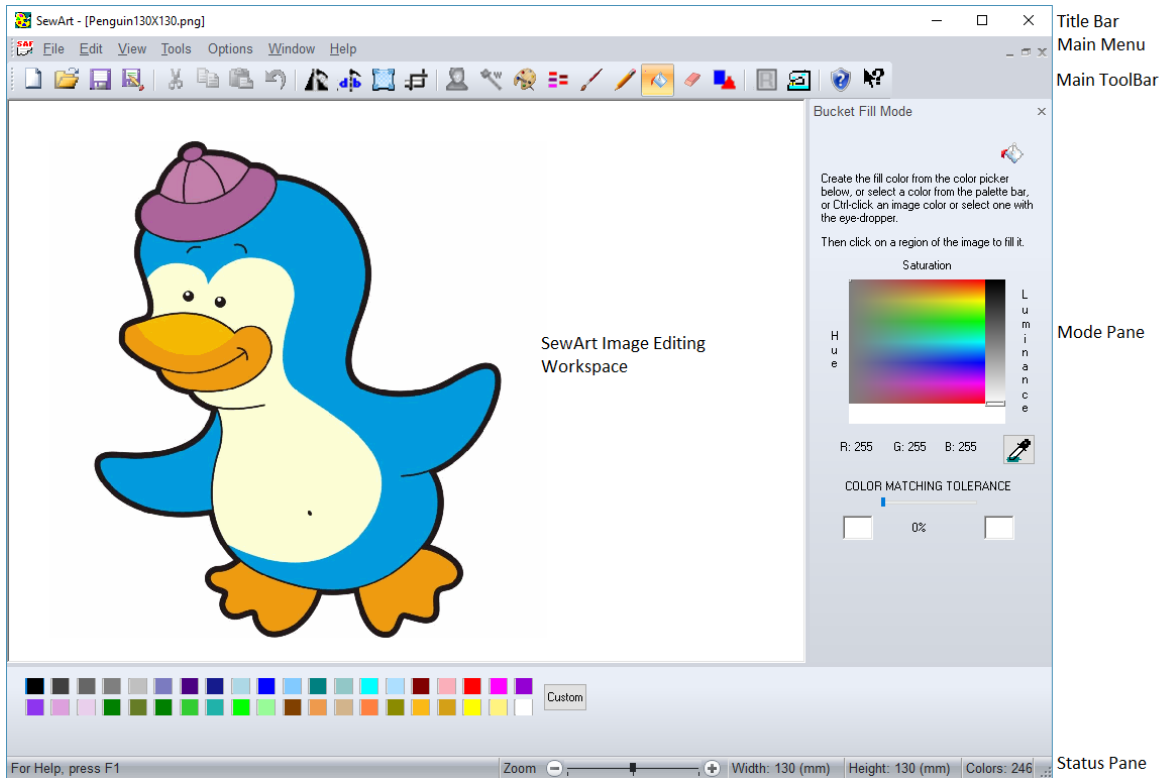 SewArt - [Penguin130X130.png]
Title Bar
SAF File Edit View Tools Options Window Help
Main Menu
Main ToolBar
Bucket Fill Mode
Create the fill color from the color picker
below, or select a color from the palette bar,
or Ctrl-click an image color or select one with
the eye-dropper.
Then click on a region of the image to fill it.
Saturation
Hue
Luminance
Mode Pane
SewArt Image Editing
Workspace
R: 255 G: 255 B: 255
COLOR MATCHING TOLERANCE
0%
Custom
For Help, press F1 Zoom Width: 130 (mm) Height: 130 (mm) Colors: 246
Status Pane